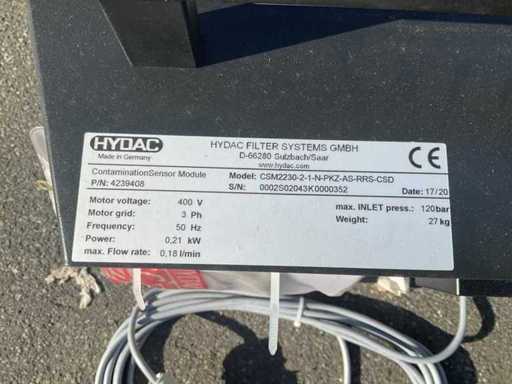 HYDAC
Made in Germany
HYDAC FILTER SYSTEMS GMBH
D-66280 Sulzbach/Saar
www.hydac.com
CE
ContaminationSensor Module
Model: CSM2230-2-1-N-PKZ-AS-RRS-CSD
P/N: 4239408
S/N: 0002S02043K0000352
Date: 17/20
Motor voltage: 400 V
max. INLET press.: 120bar
Motor grid: 3 Ph
Weight: 27kg
Frequency: 50 Hz
Power: 0,21 kW
max. Flow rate: 0,18 l/min